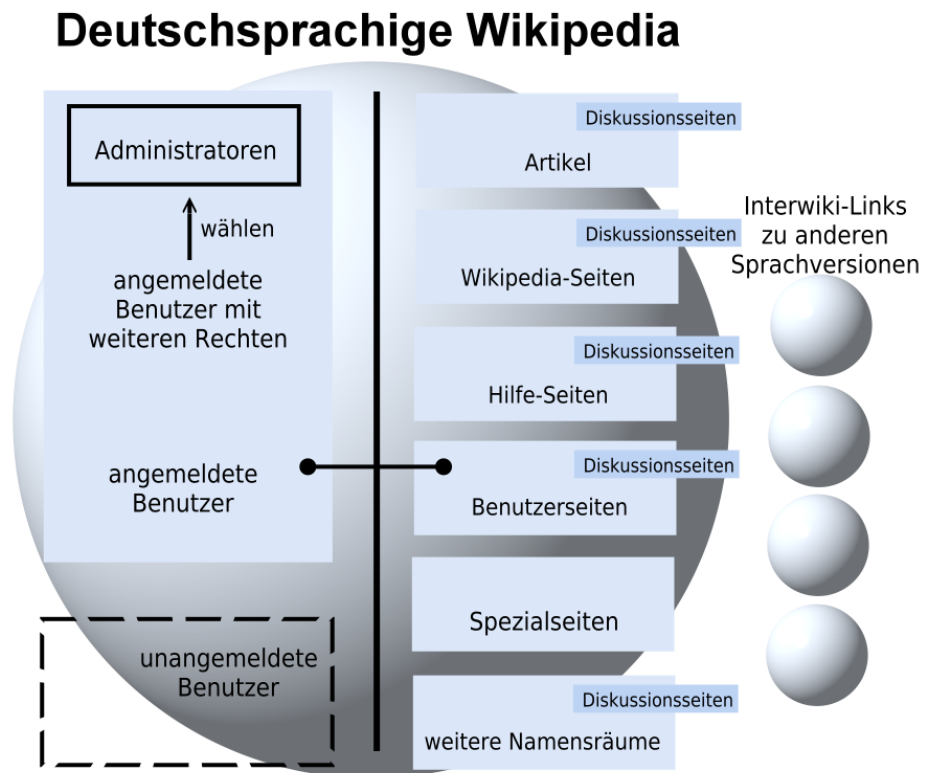 Deutschsprachige Wikipedia
Administratoren
wählen
angemeldete
Benutzer mit
weiteren Rechten
angemeldete
Benutzer
unangemeldete
Benutzer
Diskussionsseiten
Artikel
Diskussionsseiten
Wikipedia-Seiten
Diskussionsseiten
Hilfe-Seiten
Diskussionsseiten
Benutzerseiten
Spezialseiten
Diskussionsseiten
weitere Namensräume
Interwiki-Links
zu anderen
Sprachversionen